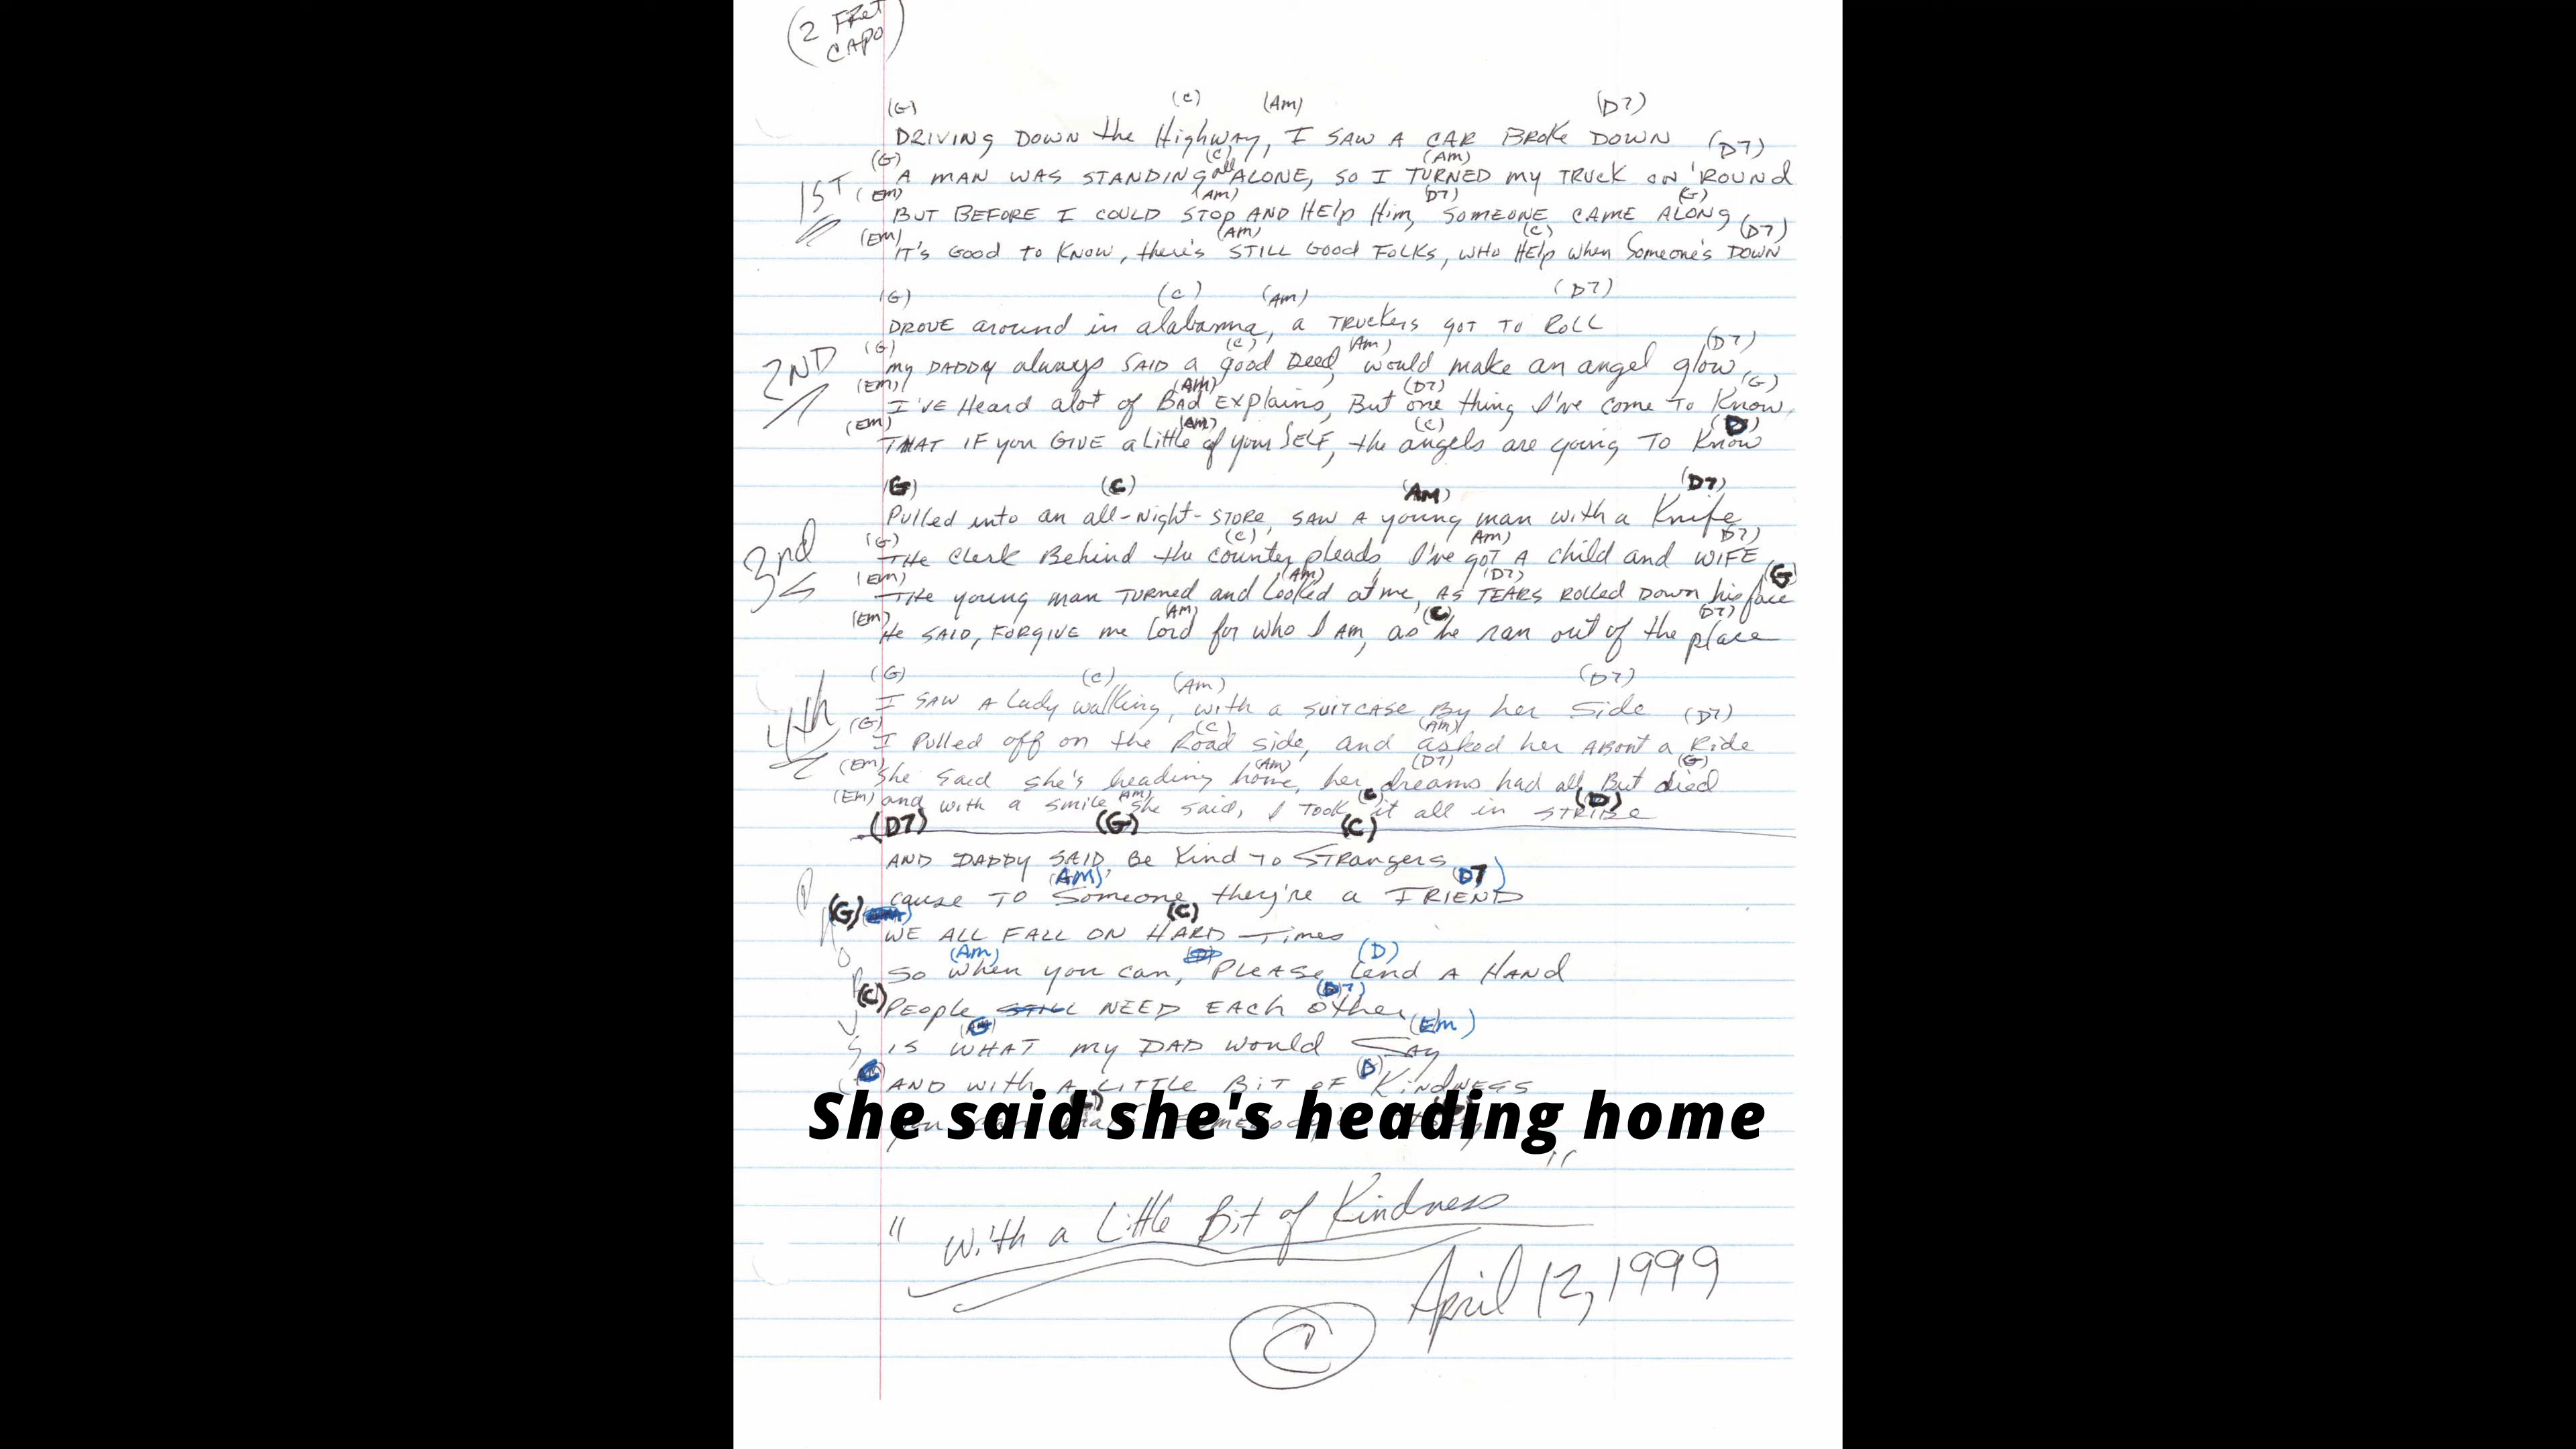 (2 FRET
CAPO)
(G) (C) (Am) (D7)
DRIVING DOWN the Highway, I SAW A CAR BROKE DOWN
(G) (C) (Am) (D7)
A MAN WAS STANDING all ALONE, SO I TURNED my TRUCK ON 'ROUNd
1ST
(Em) (Am) (D7) (G)
BUT BEFORE I COULD STOP AND HElp Him, SOMEONE CAME ALONg
(Em) (Am) (C) (D7)
IT's Good TO KNOW, there's STILL Good FOLKS, WHO HElp when Someone's DOWN
(G) (C) (Am) (D7)
DROVE around in alabama, a TRUCKers goT TO ROLL
2ND
(G) (C) (Am) (D7)
my DADDy always SAID a good Deed would make an angel glow
(Em) (Am) (D7) (G)
I'VE Heard alot of BAd Explains, But one thing I've come To Know,
(Em) (Am) (C) (D)
THAT IF you GIVE a Little of your SELF, the angels are going TO Know
(G) (C) (Am) (D7)
Pulled into an all-Night-STORE, SAW A young man with a Knife
3rd
(G) (C) (Am) D7)
THE Clerk Behind the counter pleads, I've goT A child and WIFE
(Em) (Am) (D7) (G)
THE young man TURNed and Looked at me, AS TEARS ROLLed Down his face
(Em) (Am) (C) (D7)
He SAID, FORGIVE me Lord for who I AM, as he ran out of the place
(G) (C) (Am) (D7)
I SAW A Lady walking, with a SUITCASE By her Side
4th
(G) (C) (Am) (D7)
I Pulled off on the Road side, and asked her ABOUT a Ride
(Em) (Am) (D7) (G)
She Said she's heading home, her dreams had all But died
(Em) (Am) (C) (D)
and with a smile she said, I TOOK it all in STRIDE
(D7) (G) (C)
AND DADDy SAID, Be Kind TO STRangers
(Am) (D7)
cause TO Someone they're a FRIEND
(G) (C)
WE ALL FALL ON HARD Times
(Am) (D)
SO when you can, PLEASE Lend A HANd
(C) (D7)
PEOple STILL NEED EACh other
(G) (Em)
IS WHAT my DAD would SAy
(C) (D)
AND with A LITTLE BiT OF KiNDNESS
She said she's heading home
" With a Little Bit of Kindness
April 12, 1999
©